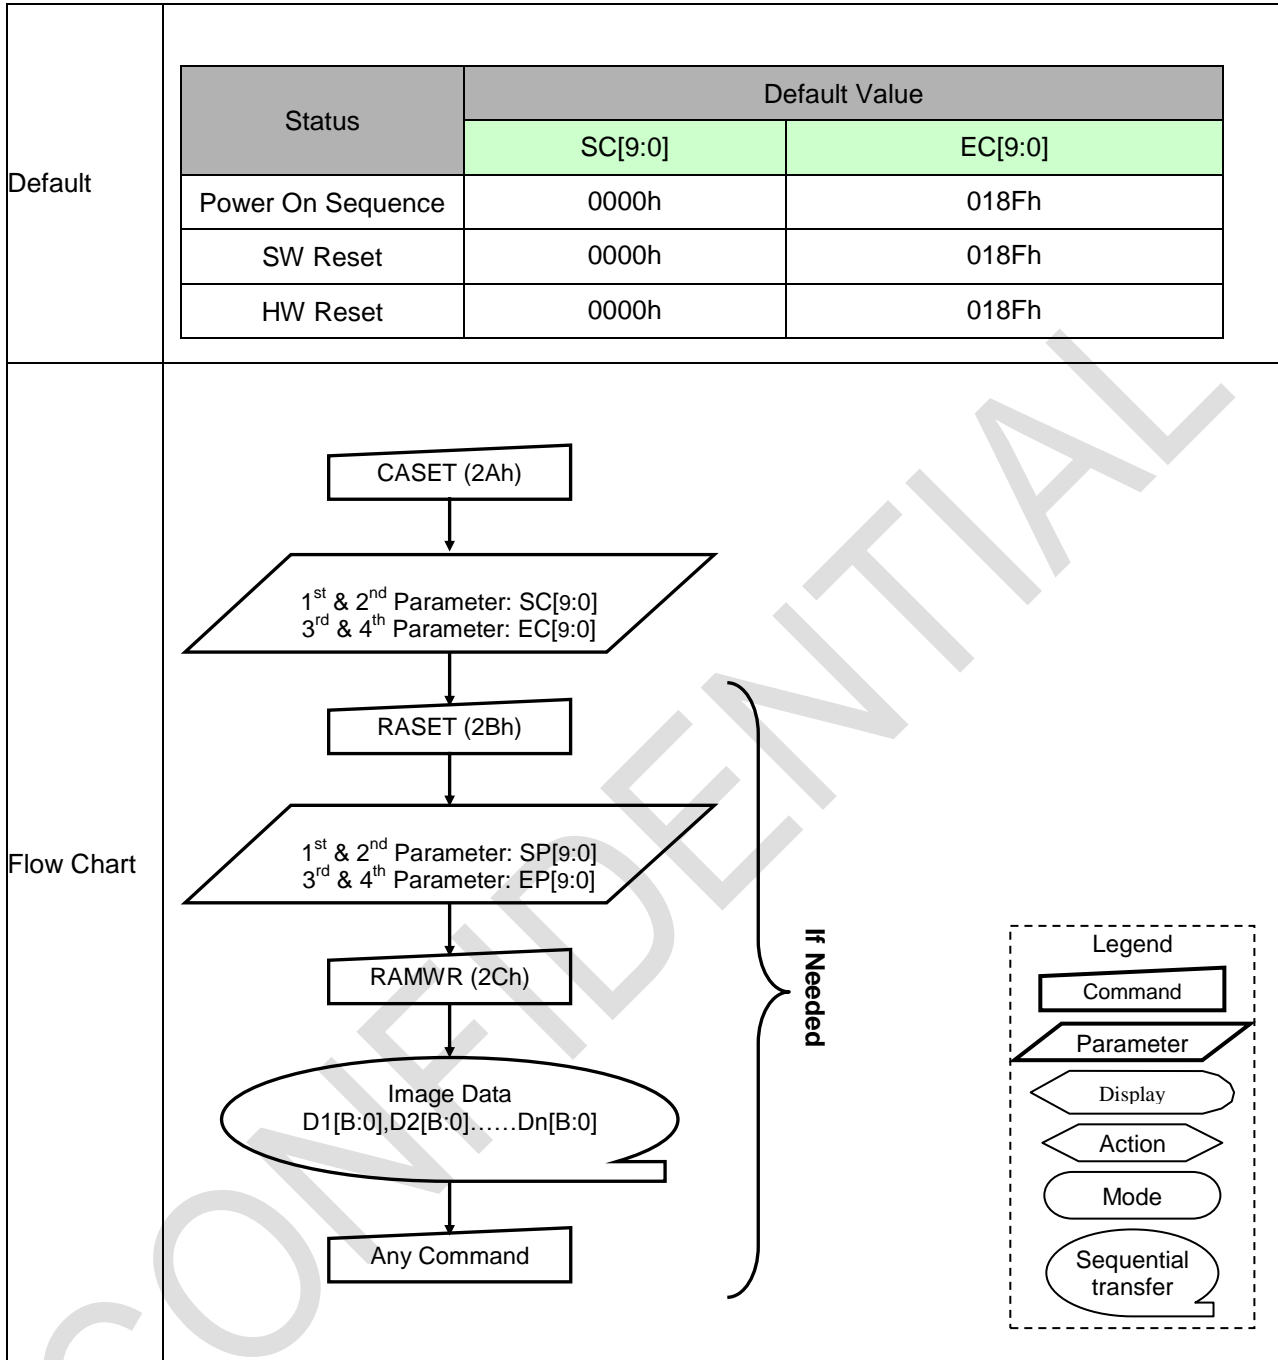 Default
Status
Default Value
SC[9:0]
EC[9:0]
Power On Sequence
0000h
018Fh
SW Reset
0000h
018Fh
HW Reset
0000h
018Fh
Flow Chart
CASET (2Ah)
1st & 2nd Parameter: SC[9:0]
3rd & 4th Parameter: EC[9:0]
RASET (2Bh)
1st & 2nd Parameter: SP[9:0]
3rd & 4th Parameter: EP[9:0]
RAMWR (2Ch)
Image Data
D1[B:0],D2[B:0]……Dn[B:0]
Any Command
If Needed
Legend
Command
Parameter
Display
Action
Mode
Sequential
transfer
CONFIDENTIAL